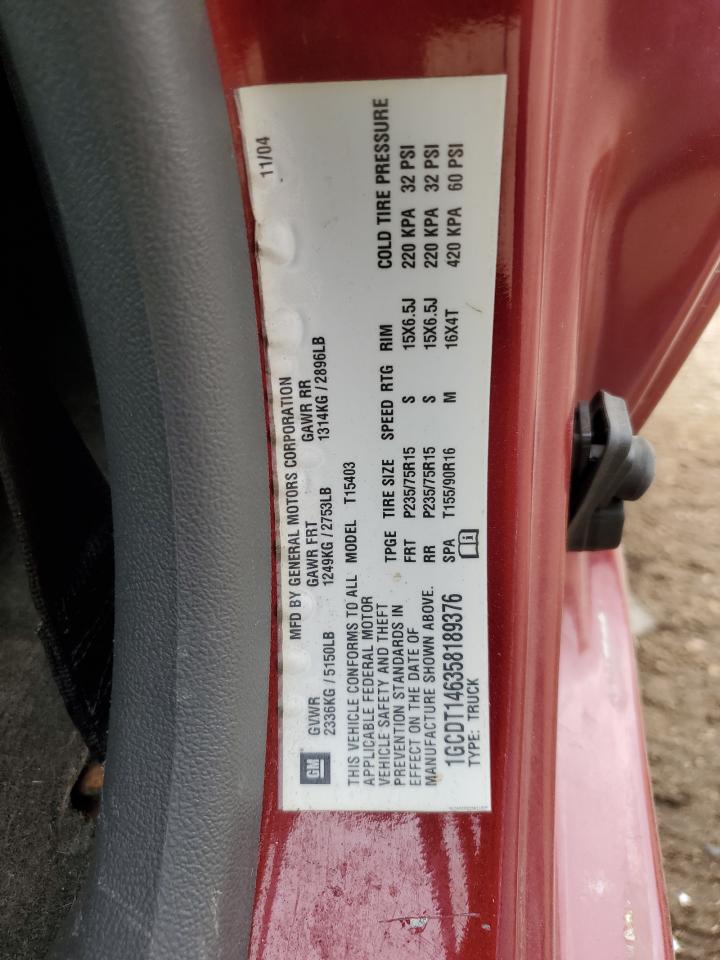 MFD BY GENERAL MOTORS CORPORATION 11/04
GM
GVWR GAWR FRT GAWR RR
2336KG / 5150LB 1249KG / 2753LB 1314KG / 2896LB
THIS VEHICLE CONFORMS TO ALL
APPLICABLE FEDERAL MOTOR
VEHICLE SAFETY AND THEFT
PREVENTION STANDARDS IN
EFFECT ON THE DATE OF
MANUFACTURE SHOWN ABOVE.
1GCDT146358189376
TYPE: TRUCK
MODEL T15403
TPGE TIRE SIZE SPEED RTG RIM COLD TIRE PRESSURE
FRT P235/75R15 S 15X6.5J 220 KPA 32 PSI
RR P235/75R15 S 15X6.5J 220 KPA 32 PSI
SPA T155/90R16 M 16X4T 420 KPA 60 PSI